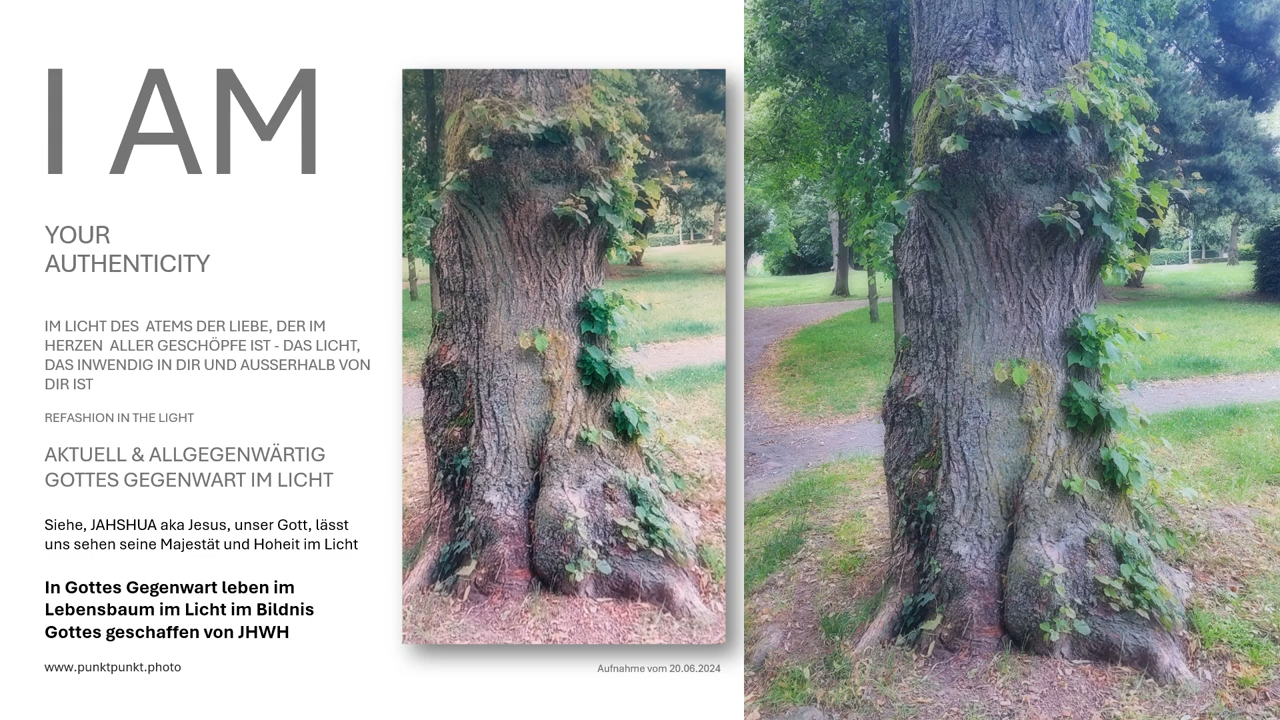 I AM
YOUR
AUTHENTICITY
IM LICHT DES  ATEMS DER LIEBE, DER IM
HERZEN  ALLER GESCHÖPFE IST - DAS LICHT,
DAS INWENDIG IN DIR UND AUSSERHALB VON
DIR IST
REFASHION IN THE LIGHT
AKTUELL & ALLGEGENWÄRTIG
GOTTES GEGENWART IM LICHT
Siehe, JAHSHUA aka Jesus, unser Gott, lässt
uns sehen seine Majestät und Hoheit im Licht
In Gottes Gegenwart leben im
Lebensbaum im Licht im Bildnis
Gottes geschaffen von JHWH
www.punktpunkt.photo
Aufnahme vom 20.06.2024